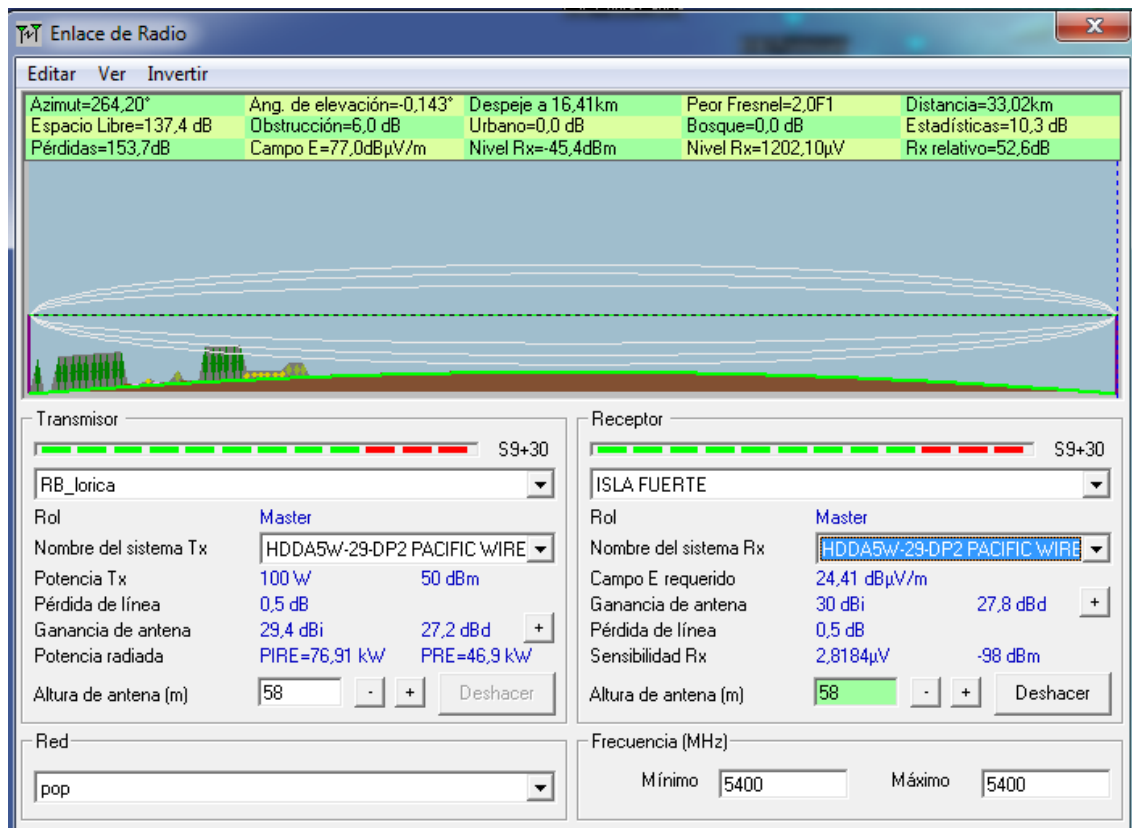 Enlace de Radio
Editar Ver Invertir
Azimut=264,20° Ang. de elevación=-0,143° Despeje a 16,41km Peor Fresnel=2,0F1 Distancia=33,02km
Espacio Libre=137,4 dB Obstrucción=6,0 dB Urbano=0,0 dB Bosque=0,0 dB Estadísticas=10,3 dB
Pérdidas=153,7dB Campo E=77,0dBμV/m Nivel Rx=-45,4dBm Nivel Rx=1202,10μV Rx relativo=52,6dB
Transmisor
S9+30
RB_lorica
Rol Master
Nombre del sistema Tx HDDA5W-29-DP2 PACIFIC WIRE
Potencia Tx 100 W 50 dBm
Pérdida de línea 0,5 dB
Ganancia de antena 29,4 dBi 27,2 dBd +
Potencia radiada PIRE=76,91 kW PRE=46,9 kW
Altura de antena (m) 58 - + Deshacer
Red
pop
Receptor
S9+30
ISLA FUERTE
Rol Master
Nombre del sistema Rx HDDA5W-29-DP2 PACIFIC WIRE
Campo E requerido 24,41 dBμV/m
Ganancia de antena 30 dBi 27,8 dBd +
Pérdida de línea 0,5 dB
Sensibilidad Rx 2,8184μV -98 dBm
Altura de antena (m) 58 - + Deshacer
Frecuencia (MHz)
Mínimo 5400 Máximo 5400